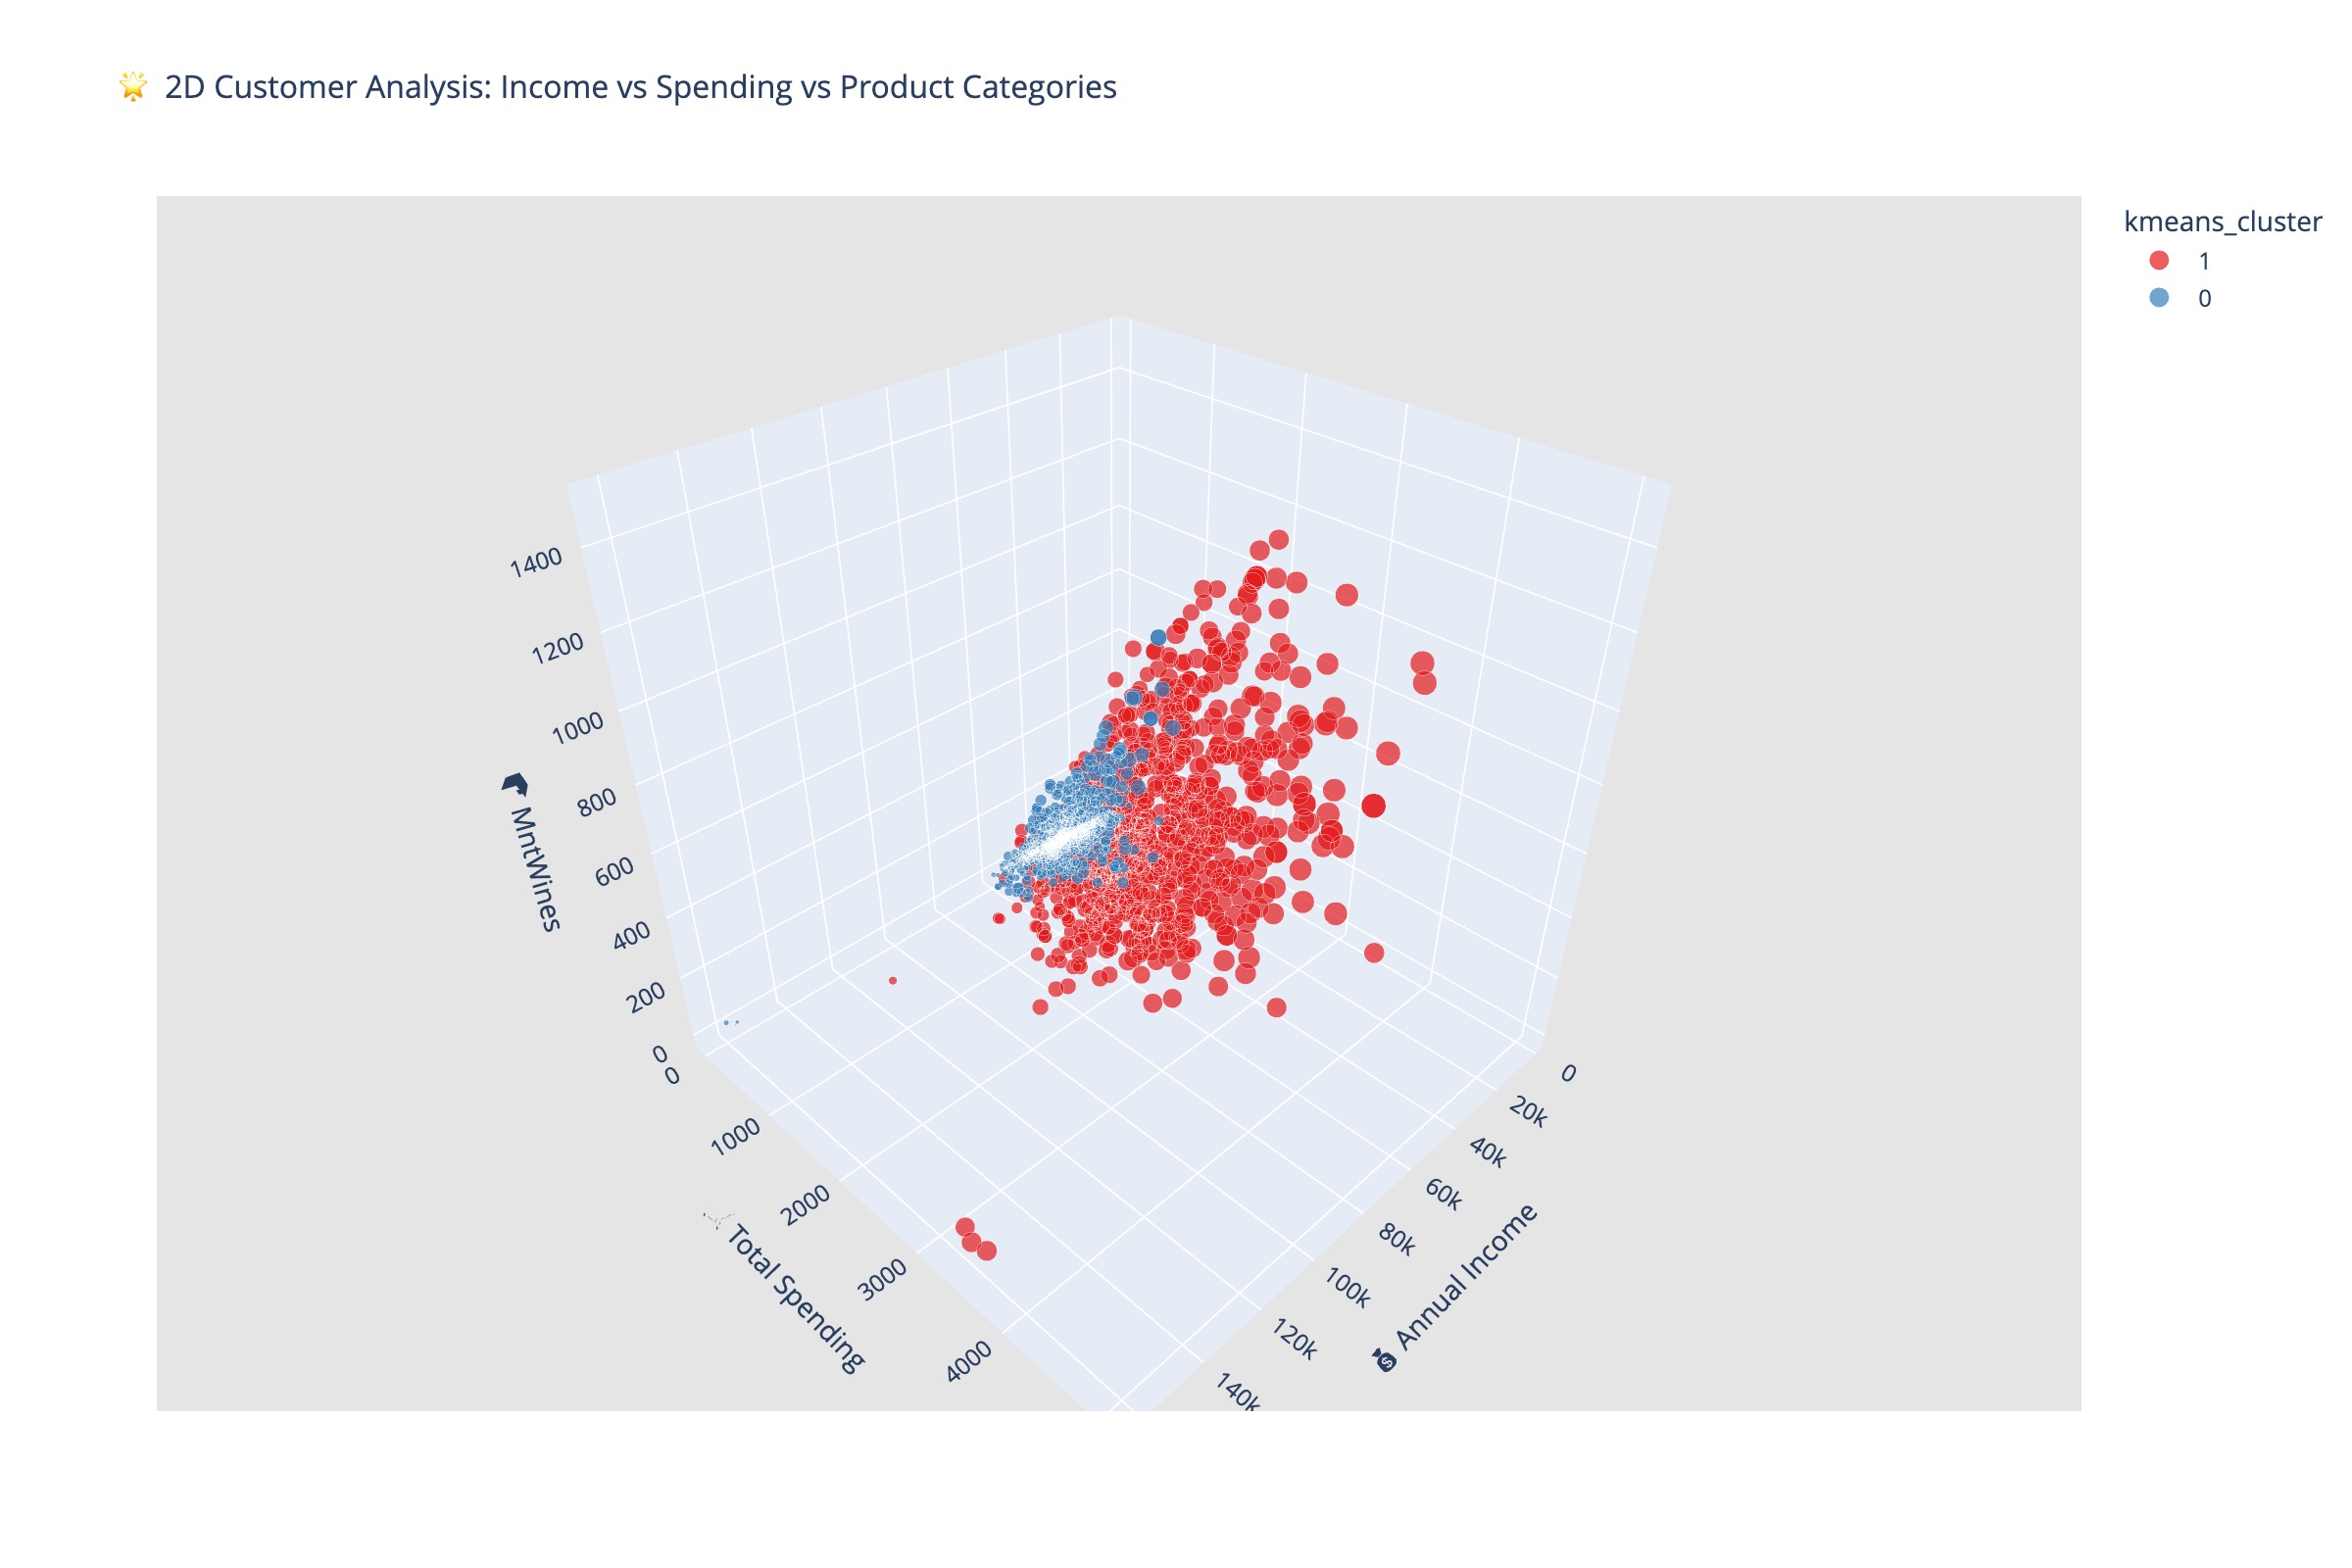 🌟 2D Customer Analysis: Income vs Spending vs Product Categories
kmeans_cluster
1
0
1400
1200
1000
800
600
400
200
0
MntWines
0
1000
2000
3000
4000
Total Spending
0
20k
40k
60k
80k
100k
120k
140k
Annual Income